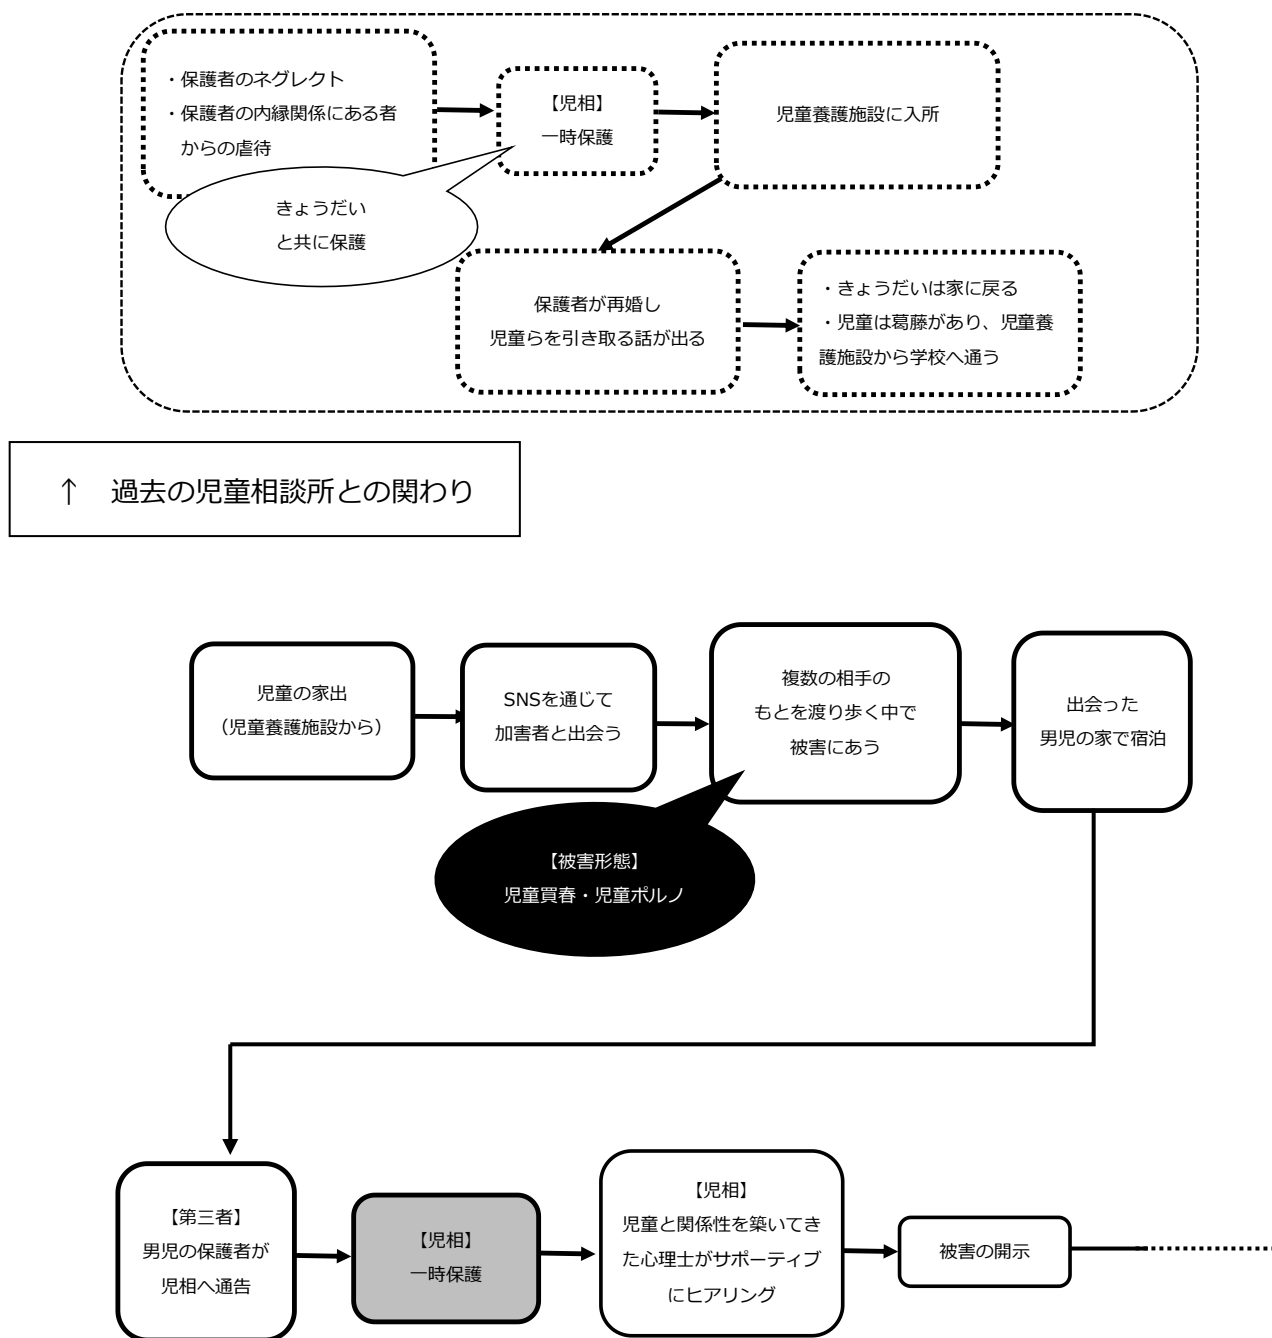 ・保護者のネグレクト
・保護者の内縁関係にある者
からの虐待
【児相】
一時保護
児童養護施設に入所
きょうだい
と共に保護
保護者が再婚し
児童らを引き取る話が出る
・きょうだいは家に戻る
・児童は葛藤があり、児童養
護施設から学校へ通う
↑　過去の児童相談所との関わり
児童の家出
（児童養護施設から）
SNSを通じて
加害者と出会う
複数の相手の
もとを渡り歩く中で
被害にあう
出会った
男児の家で宿泊
【被害形態】
児童買春・児童ポルノ
【第三者】
男児の保護者が
児相へ通告
【児相】
一時保護
【児相】
児童と関係性を築いてき
た心理士がサポーティブ
にヒアリング
被害の開示